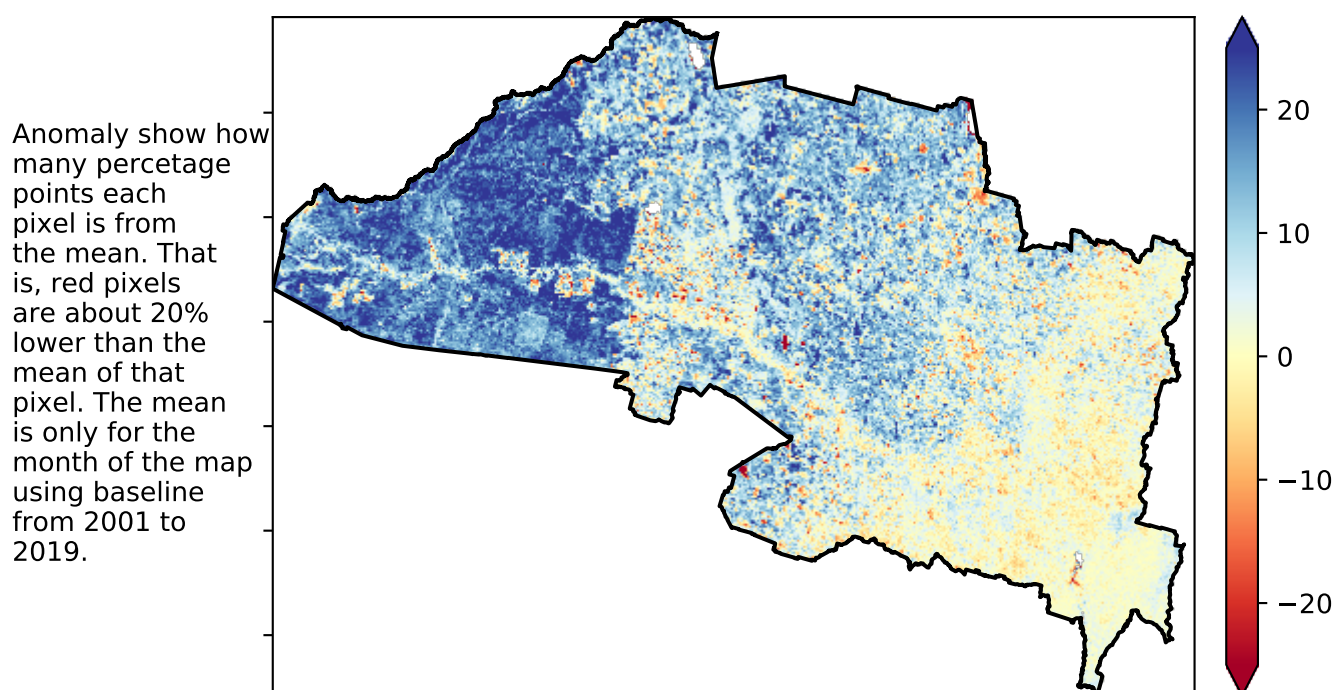 Anomaly show how
many percetage
points each
pixel is from
the mean. That
is, red pixels
are about 20%
lower than the
mean of that
pixel. The mean
is only for the
month of the map
using baseline
from 2001 to
2019.
20
10
0
−10
−20